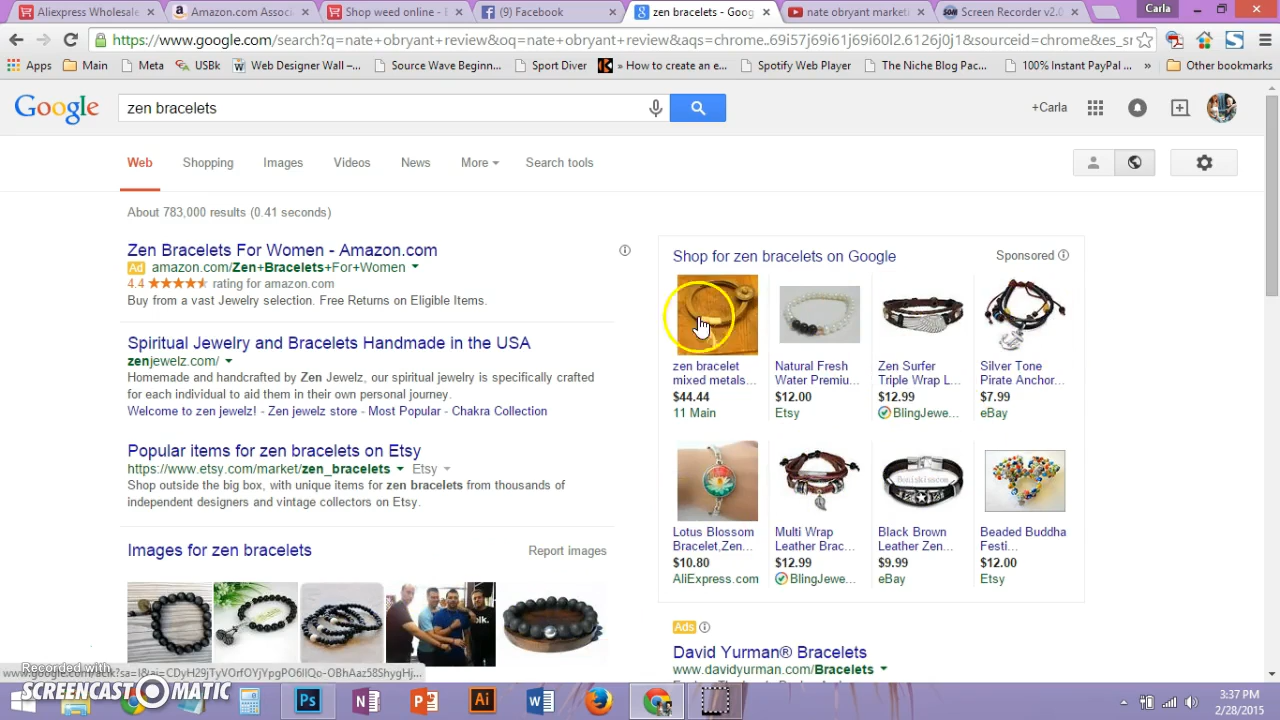 Express Wholesale
Amazon.com Assoc
Shop weed online - E
(9) Facebook
zen bracelets - Goog
nate obryant market
Screen Recorder v2.0
Carla
https://www.google.com/search?q=nate+obryant+review&oq=nate+obryant+review&aqs=chrome..69i57j69i61j69i60l2.6126j0j1&sourceid=chrome&es_sr
Apps Main Meta USBk Web Designer Wall –... Source Wave Beginn... Sport Diver » How to create an e... Spotify Web Player The Niche Blog Pac... 100% Instant PayPal ... » Other bookmarks
Google
zen bracelets
+Carla
Web Shopping Images Videos News More Search tools
About 783,000 results (0.41 seconds)
Zen Bracelets For Women - Amazon.com
Ad amazon.com/Zen+Bracelets+For+Women
4.4 rating for amazon.com
Buy from a vast Jewelry selection. Free Returns on Eligible Items.
Spiritual Jewelry and Bracelets Handmade in the USA
zenjewelz.com/
Homemade and handcrafted by Zen Jewelz, our spiritual jewelry is specifically crafted
for each individual to aid them in their own personal journey.
Welcome to zen jewelz! - Zen jewelz store - Most Popular - Chakra Collection
Popular items for zen bracelets on Etsy
https://www.etsy.com/market/zen_bracelets Etsy
Shop outside the big box, with unique items for zen bracelets from thousands of
independent designers and vintage collectors on Etsy.
Images for zen bracelets
Report images
Shop for zen bracelets on Google
Sponsored
zen bracelet
mixed metals...
$44.44
11 Main
Natural Fresh
Water Premiu...
$12.00
Etsy
Zen Surfer
Triple Wrap L...
$12.99
BlingJewe...
Silver Tone
Pirate Anchor...
$7.99
eBay
Lotus Blossom
Bracelet,Zen...
$10.80
AliExpress.com
Multi Wrap
Leather Brac...
$12.99
BlingJewe...
Black Brown
Leather Zen...
$9.99
eBay
Beaded Buddha
Festi...
$12.00
Etsy
Ads
David Yurman® Bracelets
www.davidyurman.com/Bracelets
Recorded with
SCREENCAST MATIC
3:37 PM
2/28/2015